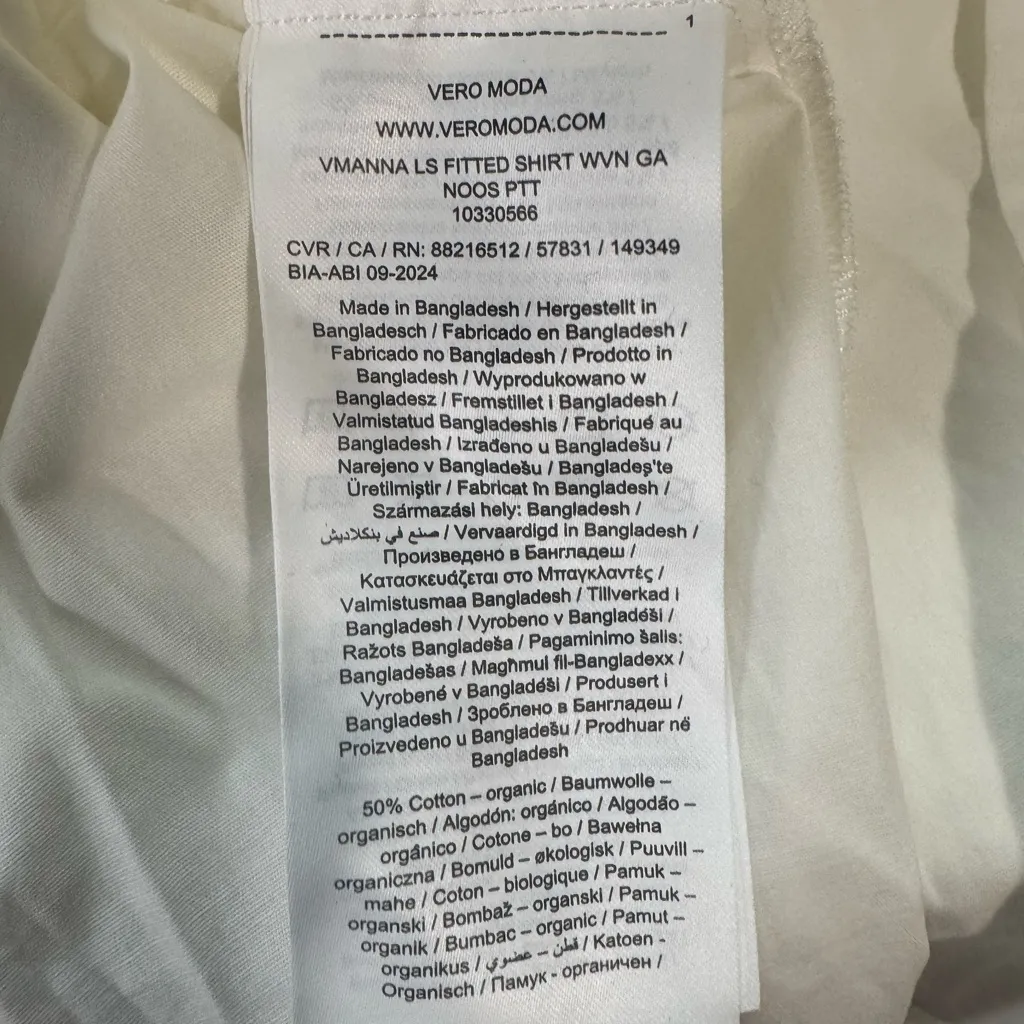 1
VERO MODA
WWW.VEROMODA.COM
VMANNA LS FITTED SHIRT WVN GA
NOOS PTT
10330566
CVR / CA / RN: 88216512 / 57831 / 149349
BIA-ABI 09-2024
Made in Bangladesh / Hergestellt in
Bangladesch / Fabricado en Bangladesh /
Fabricado no Bangladesh / Prodotto in
Bangladesh / Wyprodukowano w
Bangladesz / Fremstillet i Bangladesh /
Valmistatud Bangladeshis / Fabriqué au
Bangladesh / Izrađeno u Bangladešu /
Narejeno v Bangladešu / Bangladeş'te
Üretilmiştir / Fabricat în Bangladesh /
Származási hely: Bangladesh /
صنع في بنكلاديش / Vervaardigd in Bangladesh /
Произведено в Бангладеш /
Κατασκευάζεται στο Μπαγκλαντές /
Valmistusmaa Bangladesh / Tillverkad i
Bangladesh / Vyrobeno v Bangladéši /
Ražots Bangladeša / Pagaminimo šalis:
Bangladešas / Magħmul fil-Bangladexx /
Vyrobené v Bangladéši / Produsert i
Bangladesh / Зроблено в Бангладеш /
Proizvedeno u Bangladešu / Prodhuar në
Bangladesh
50% Cotton – organic / Baumwolle –
organisch / Algodón: orgánico / Algodão –
orgânico / Cotone – bo / Bawełna
organiczna / Bomuld – økologisk / Puuvill –
mahe / Coton – biologique / Pamuk –
organski / Bombaž – organski / Pamuk –
organik / Bumbac – organic / Pamut –
organikus / قطن – عضوي / Katoen -
Organisch / Памук - органичен /